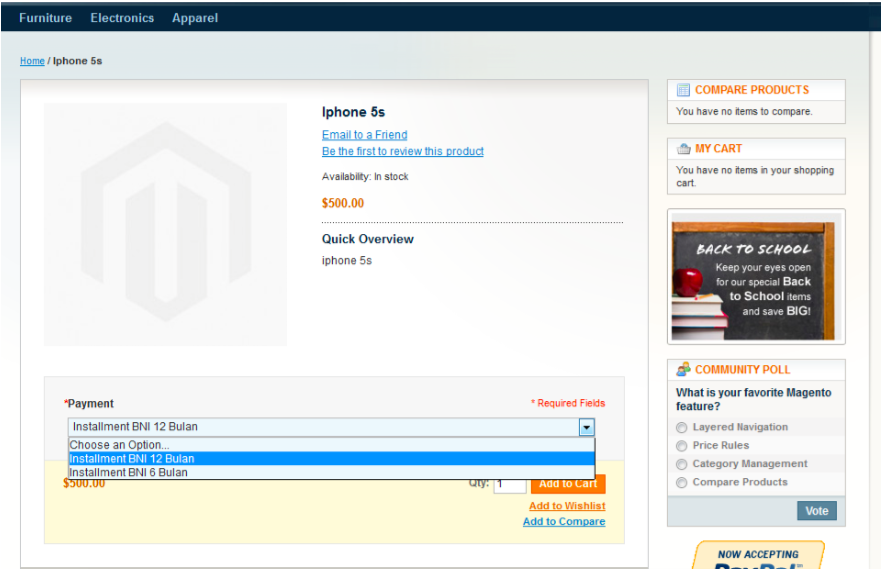 Furniture Electronics Apparel
Home / Iphone 5s
Iphone 5s
Email to a Friend
Be the first to review this product
Availability: In stock
$500.00
Quick Overview
iphone 5s
*Payment
* Required Fields
Installment BNI 12 Bulan
Choose an Option...
Installment BNI 12 Bulan
Installment BNI 6 Bulan
$500.00
Qty: 1 Add to Cart
Add to Wishlist
Add to Compare
COMPARE PRODUCTS
You have no items to compare.
MY CART
You have no items in your shopping
cart.
BACK TO SCHOOL
Keep your eyes open
for our special Back
to School items
and save BIG!
COMMUNITY POLL
What is your favorite Magento
feature?
Layered Navigation
Price Rules
Category Management
Compare Products
Vote
NOW ACCEPTING
PayPal